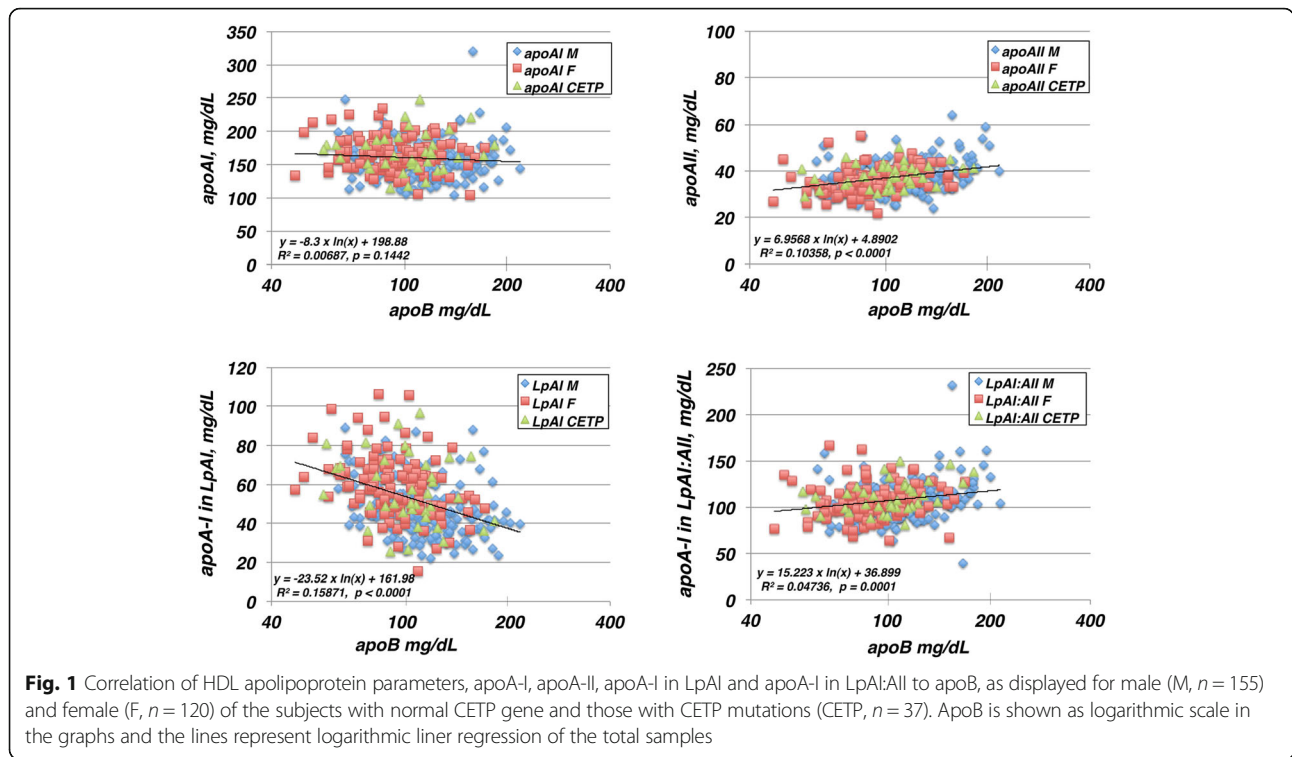 350
300
250
200
150
100
50
0
apoAI, mg/dL
apoAI M
apoAI F
apoAI CETP
y = -8.3 x ln(x) + 198.88
R² = 0.00687, p = 0.1442
40 100 200 400
apoB mg/dL
100
80
60
40
20
0
apoAII, mg/dL
apoAII M
apoAII F
apoAII CETP
y = 6.9568 x ln(x) + 4.8902
R² = 0.10358, p < 0.0001
40 100 200 400
apoB mg/dL
120
100
80
60
40
20
0
apoA-I in LpAI, mg/dL
LpAI M
LpAI F
LpAI CETP
y = -23.52 x ln(x) + 161.98
R² = 0.15871, p < 0.0001
40 100 200 400
apoB mg/dL
250
200
150
100
50
0
apoA-I in LpAI:AII, mg/dL
LpAI:AII M
LpAI:AII F
LpAI:AII CETP
y = 15.223 x ln(x) + 36.899
R² = 0.04736, p = 0.0001
40 100 200 400
apoB mg/dL
Fig. 1 Correlation of HDL apolipoprotein parameters, apoA-I, apoA-II, apoA-I in LpAI and apoA-I in LpAI:AII to apoB, as displayed for male (M, n = 155)
and female (F, n = 120) of the subjects with normal CETP gene and those with CETP mutations (CETP, n = 37). ApoB is shown as logarithmic scale in
the graphs and the lines represent logarithmic liner regression of the total samples